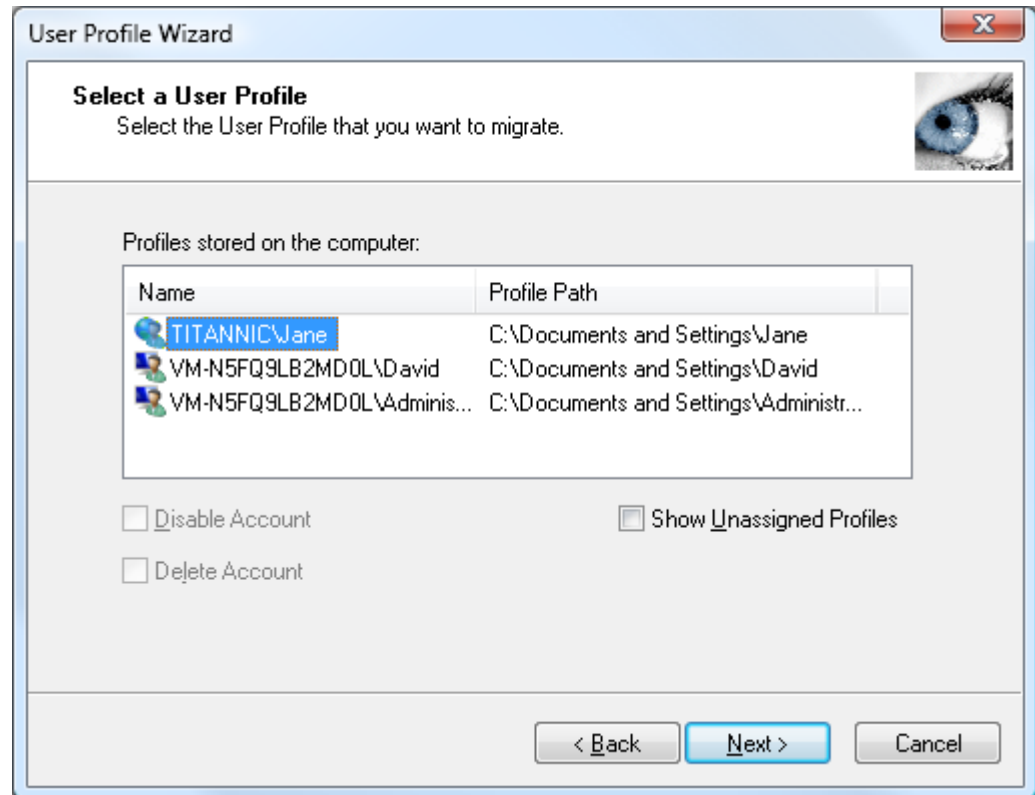 User Profile Wizard
Select a User Profile
Select the User Profile that you want to migrate.
Profiles stored on the computer:
Name Profile Path
TITANNIC\Jane C:\Documents and Settings\Jane
VM-N5FQ9LB2MD0L\David C:\Documents and Settings\David
VM-N5FQ9LB2MD0L\Adminis... C:\Documents and Settings\Administr...
Disable Account Show Unassigned Profiles
Delete Account
< Back Next > Cancel